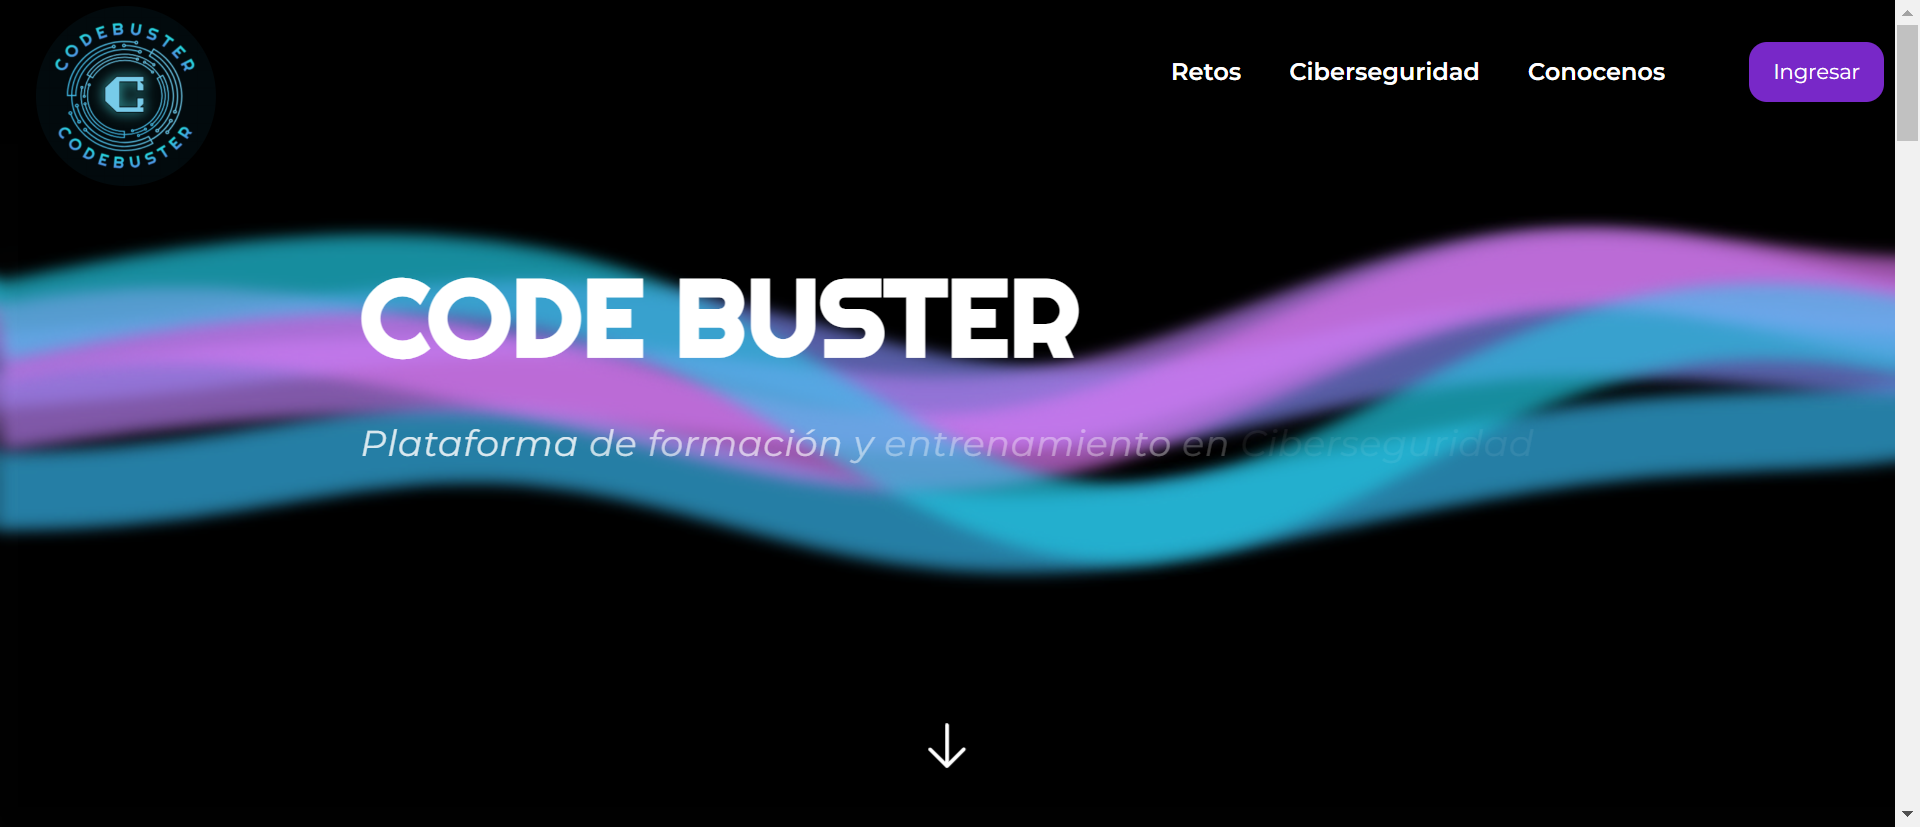 CODEBUSTER
C
CODEBUSTER
Retos Ciberseguridad Conocenos Ingresar
CODE BUSTER
Plataforma de formación y entrenamiento en Ciberseguridad